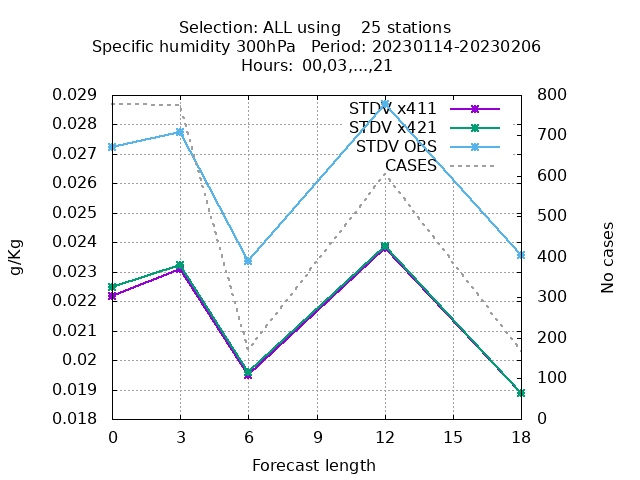 Selection: ALL using 25 stations
Specific humidity 300hPa Period: 20230114-20230206
Hours: 00,03,...,21
0.029
0.028
0.027
0.026
0.025
0.024
0.023
0.022
0.021
0.02
0.019
0.018
g/Kg
STDV x411
STDV x421
STDV OBS
CASES
800
700
600
500
400
300
200
100
0
No cases
0 3 6 9 12 15 18
Forecast length